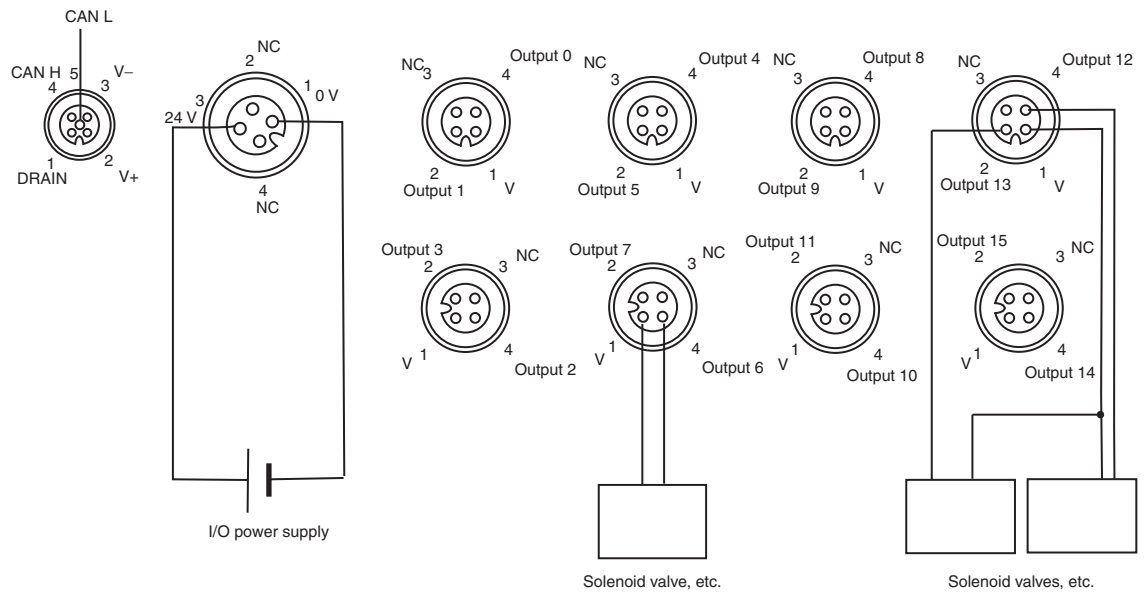 CAN L
CAN H 5 V–
4 3
1 2
DRAIN V+
NC
2
3 1 0 V
24 V
4
NC
I/O power supply
NC 3 4 Output 0
2 1
Output 1 V
NC 3 4 Output 4
2 1
Output 5 V
NC 3 4 Output 8
2 1
Output 9 V
NC 3 4 Output 12
2 1
Output 13 V
Output 3
2 3 NC
V 1 4
Output 2
Output 7
2 3 NC
V 1 4
Output 6
Output 11
2 3 NC
V 1 4
Output 10
Output 15
2 3 NC
V 1 4
Output 14
Solenoid valve, etc.
Solenoid valves, etc.